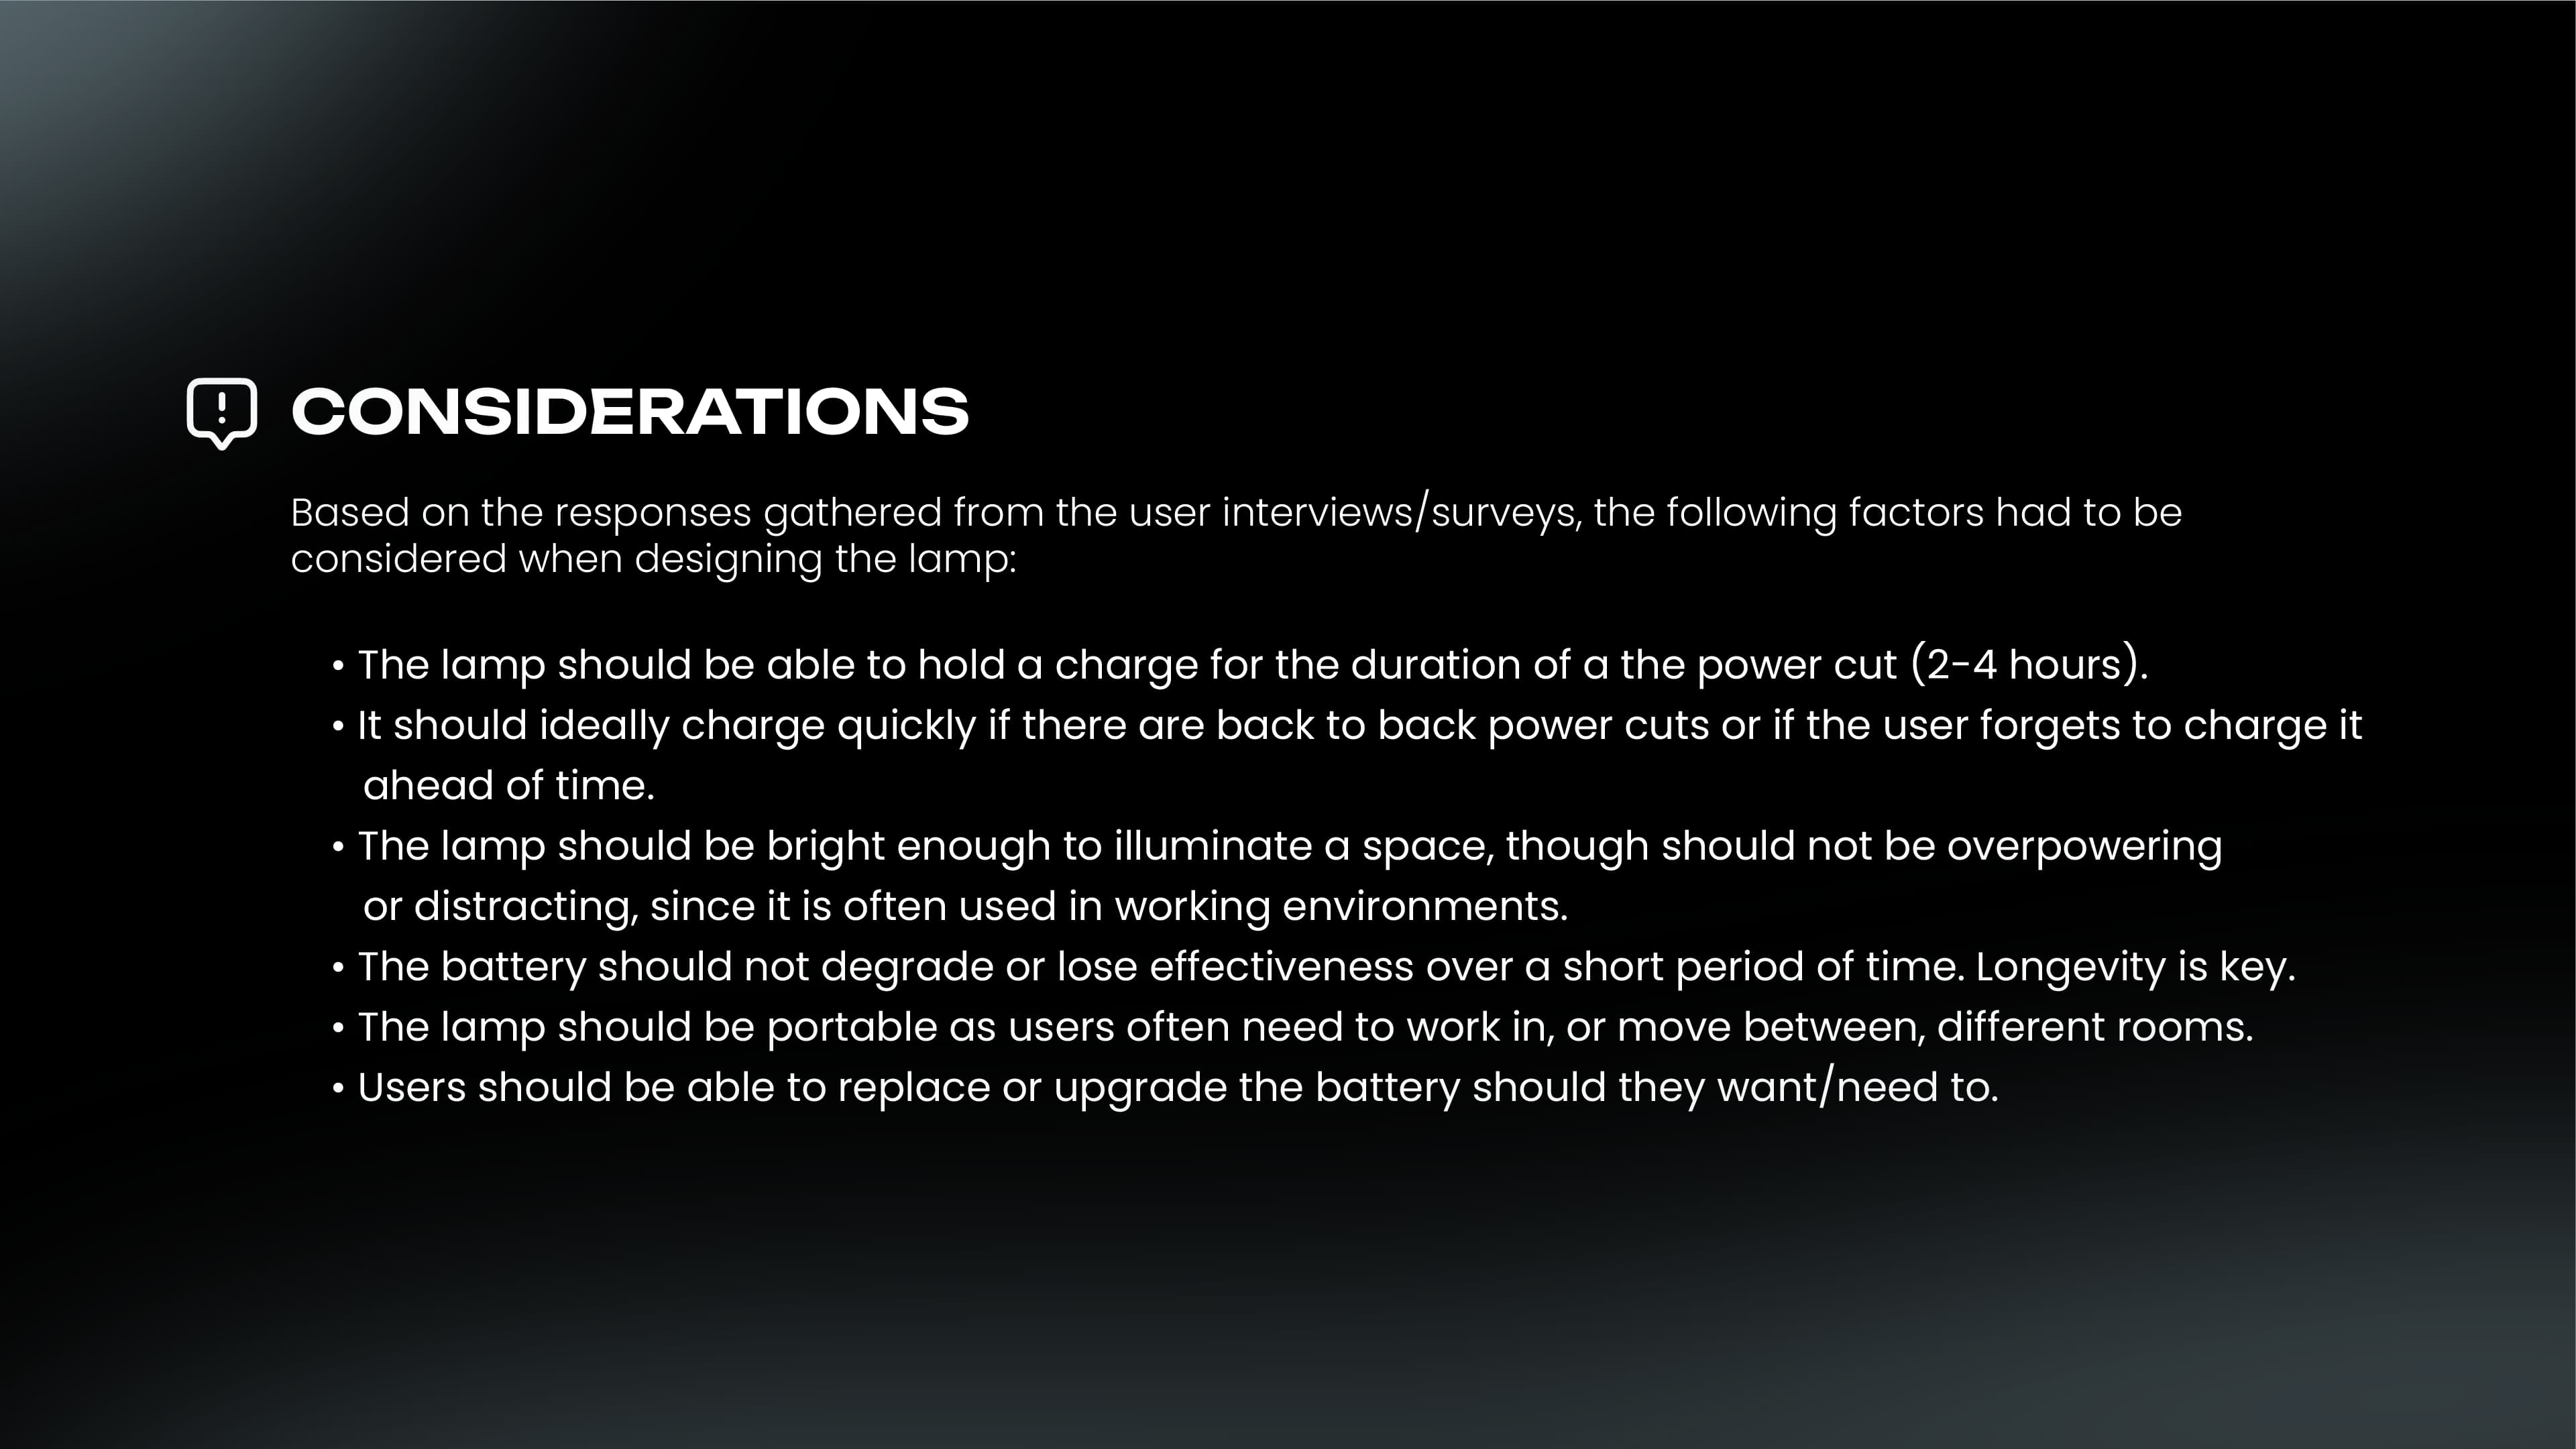 CONSIDERATIONS
Based on the responses gathered from the user interviews/surveys, the following factors had to be
considered when designing the lamp:
• The lamp should be able to hold a charge for the duration of a the power cut (2-4 hours).
• It should ideally charge quickly if there are back to back power cuts or if the user forgets to charge it
ahead of time.
• The lamp should be bright enough to illuminate a space, though should not be overpowering
or distracting, since it is often used in working environments.
• The battery should not degrade or lose effectiveness over a short period of time. Longevity is key.
• The lamp should be portable as users often need to work in, or move between, different rooms.
• Users should be able to replace or upgrade the battery should they want/need to.